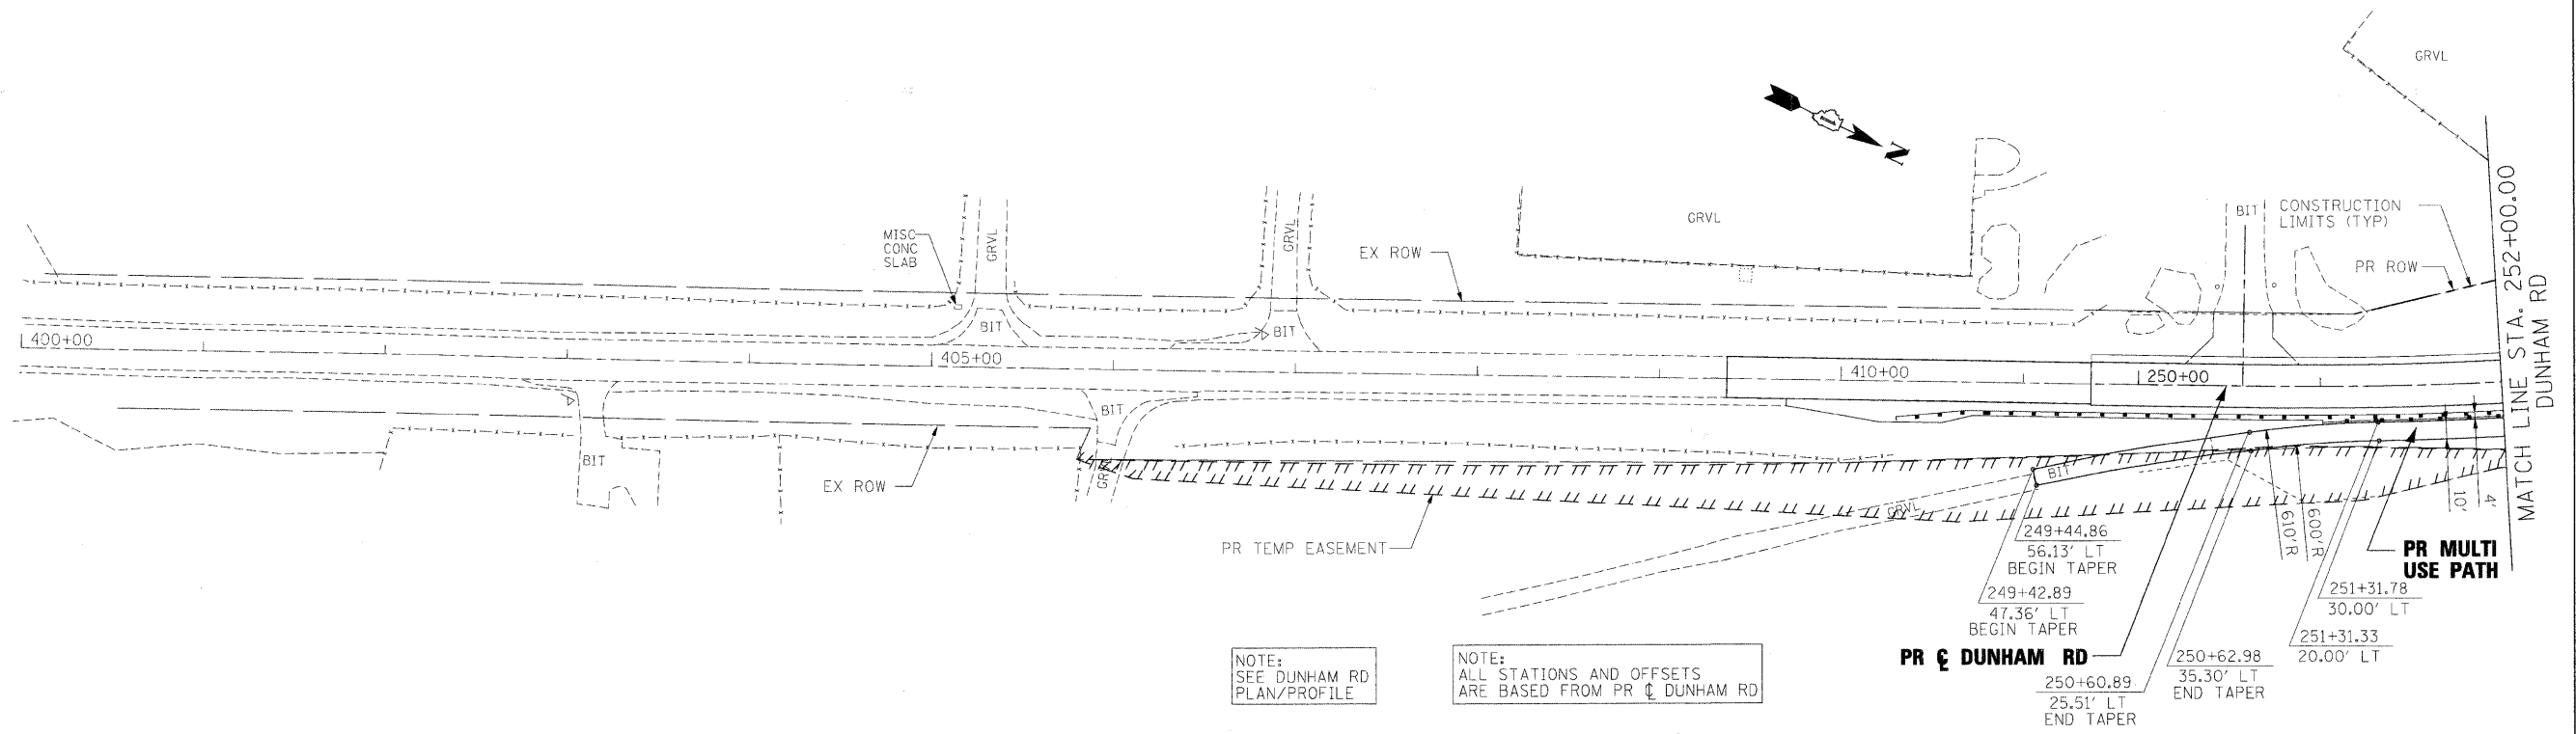 GRVL
N
MISC
CONC
SLAB
GRVL
GRVL
EX ROW
GRVL
BIT
CONSTRUCTION
LIMITS (TYP)
PR ROW
MATCH LINE STA. 252+00.00
DUNHAM RD
BIT
BIT
400+00
405+00
410+00
250+00
BIT
BIT
GRVL
EX ROW
BIT
GRVL
PR TEMP EASEMENT
249+44.86
56.13' LT
BEGIN TAPER
249+42.89
47.36' LT
BEGIN TAPER
610'R
600'R
10'
4'
PR MULTI
USE PATH
251+31.78
30.00' LT
251+31.33
20.00' LT
PR ℄ DUNHAM RD
250+62.98
35.30' LT
END TAPER
250+60.89
25.51' LT
END TAPER
NOTE:
SEE DUNHAM RD
PLAN/PROFILE
NOTE:
ALL STATIONS AND OFFSETS
ARE BASED FROM PR ℄ DUNHAM RD